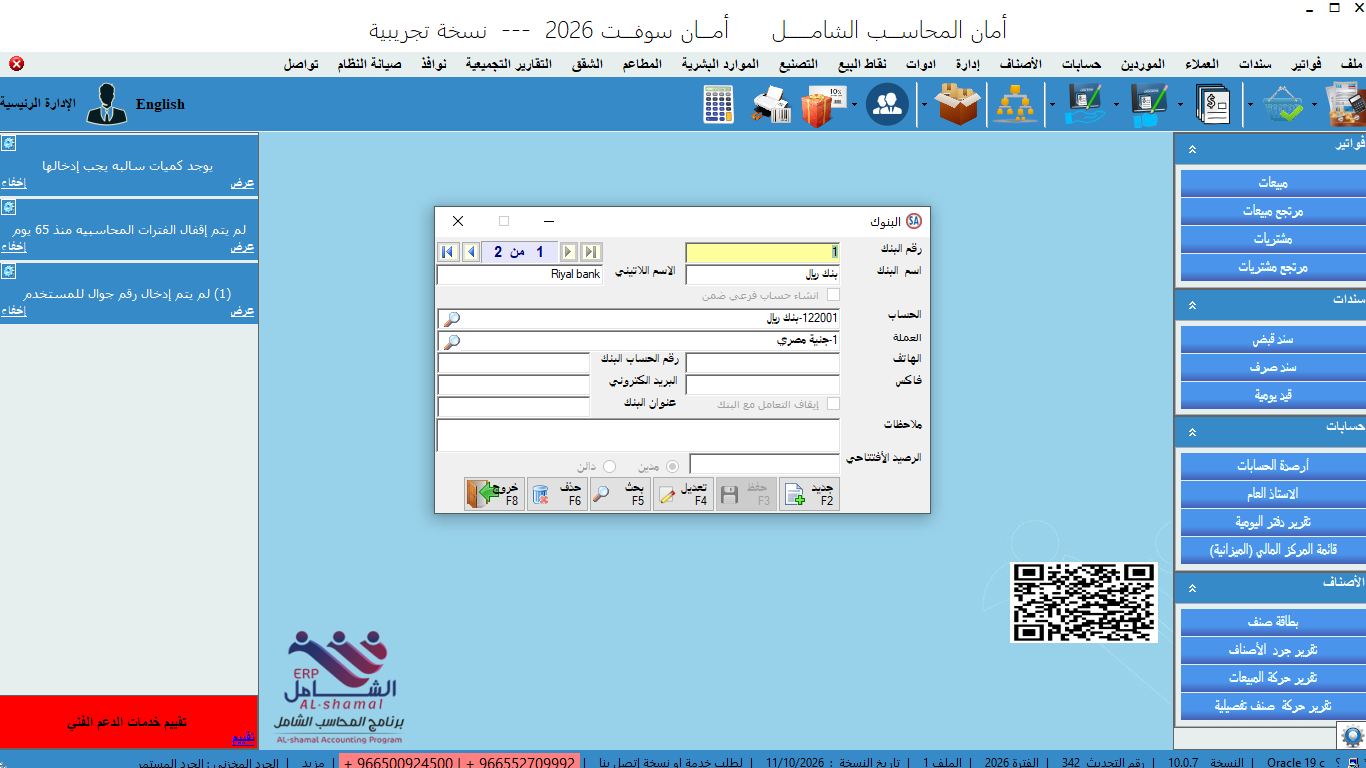 أمان المحاسب الشامل أمان سوفت 2026 --- نسخة تجريبية
ملف فواتير سندات العملاء الموردين حسابات الأصناف إدارة ادوات نقاط البيع التصنيع الموارد البشرية المطاعم الشقق التقارير التجميعية نوافذ صيانة النظام تواصل
English
الإدارة الرئيسية
10%
فواتير
مبيعات
مرتجع مبيعات
مشتريات
مرتجع مشتريات
سندات
سند قبض
سند صرف
قيد يومية
حسابات
أرصدة الحسابات
الاستاذ العام
تقرير دفتر اليومية
قائمة المركز المالي (الميزانية)
الأصناف
بطاقة صنف
تقرير جرد الأصناف
تقرير حركة المبيعات
تقرير حركة صنف تفصيلية
SA البنوك
رقم البنك 1
1 من 2
اسم البنك بنك ريال
الاسم اللاتيني Riyal bank
انشاء حساب فرعي ضمن
الحساب 122001-بنك ريال
العملة 1-جنية مصري
الهاتف
رقم الحساب البنك
فاكس
البريد الكتروني
إيقاف التعامل مع البنك
عنوان البنك
ملاحظات
الرصيد الأفتتاحي
مدين
دائن
جديد F2
حفظ F3
تعديل F4
بحث F5
حذف F6
خروج F8
يوجد كميات سالبه يجب إدخالها
عرض إخفاء
لم يتم إقفال الفترات المحاسبيه منذ 65 يوم
عرض إخفاء
(1) لم يتم إدخال رقم جوال للمستخدم
عرض إخفاء
ERP
الشامل
AL-shamal
برنامج المحاسب الشامل
AL-shamal Accounting Program
تقييم خدمات الدعم الفني
تقييم
Oracle 19 c | النسخة 10.0.7 | رقم التحديث 342 | الفترة 2026 | الملف 1 | تاريخ النسخة : 11/10/2026 | لطلب خدمة او نسخة إتصل بنا | + 966552709992 | + 966500924500 | مزيد | الجرد المخزني : الجرد المستمر